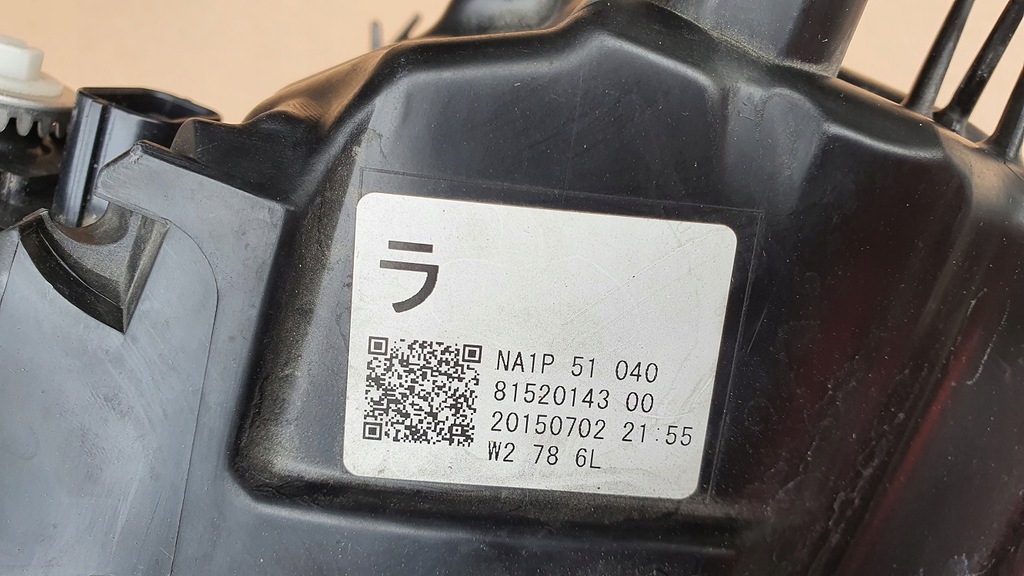 ラ
NA1P 51 040
81520143 00
20150702 21:55
W2 78 6L